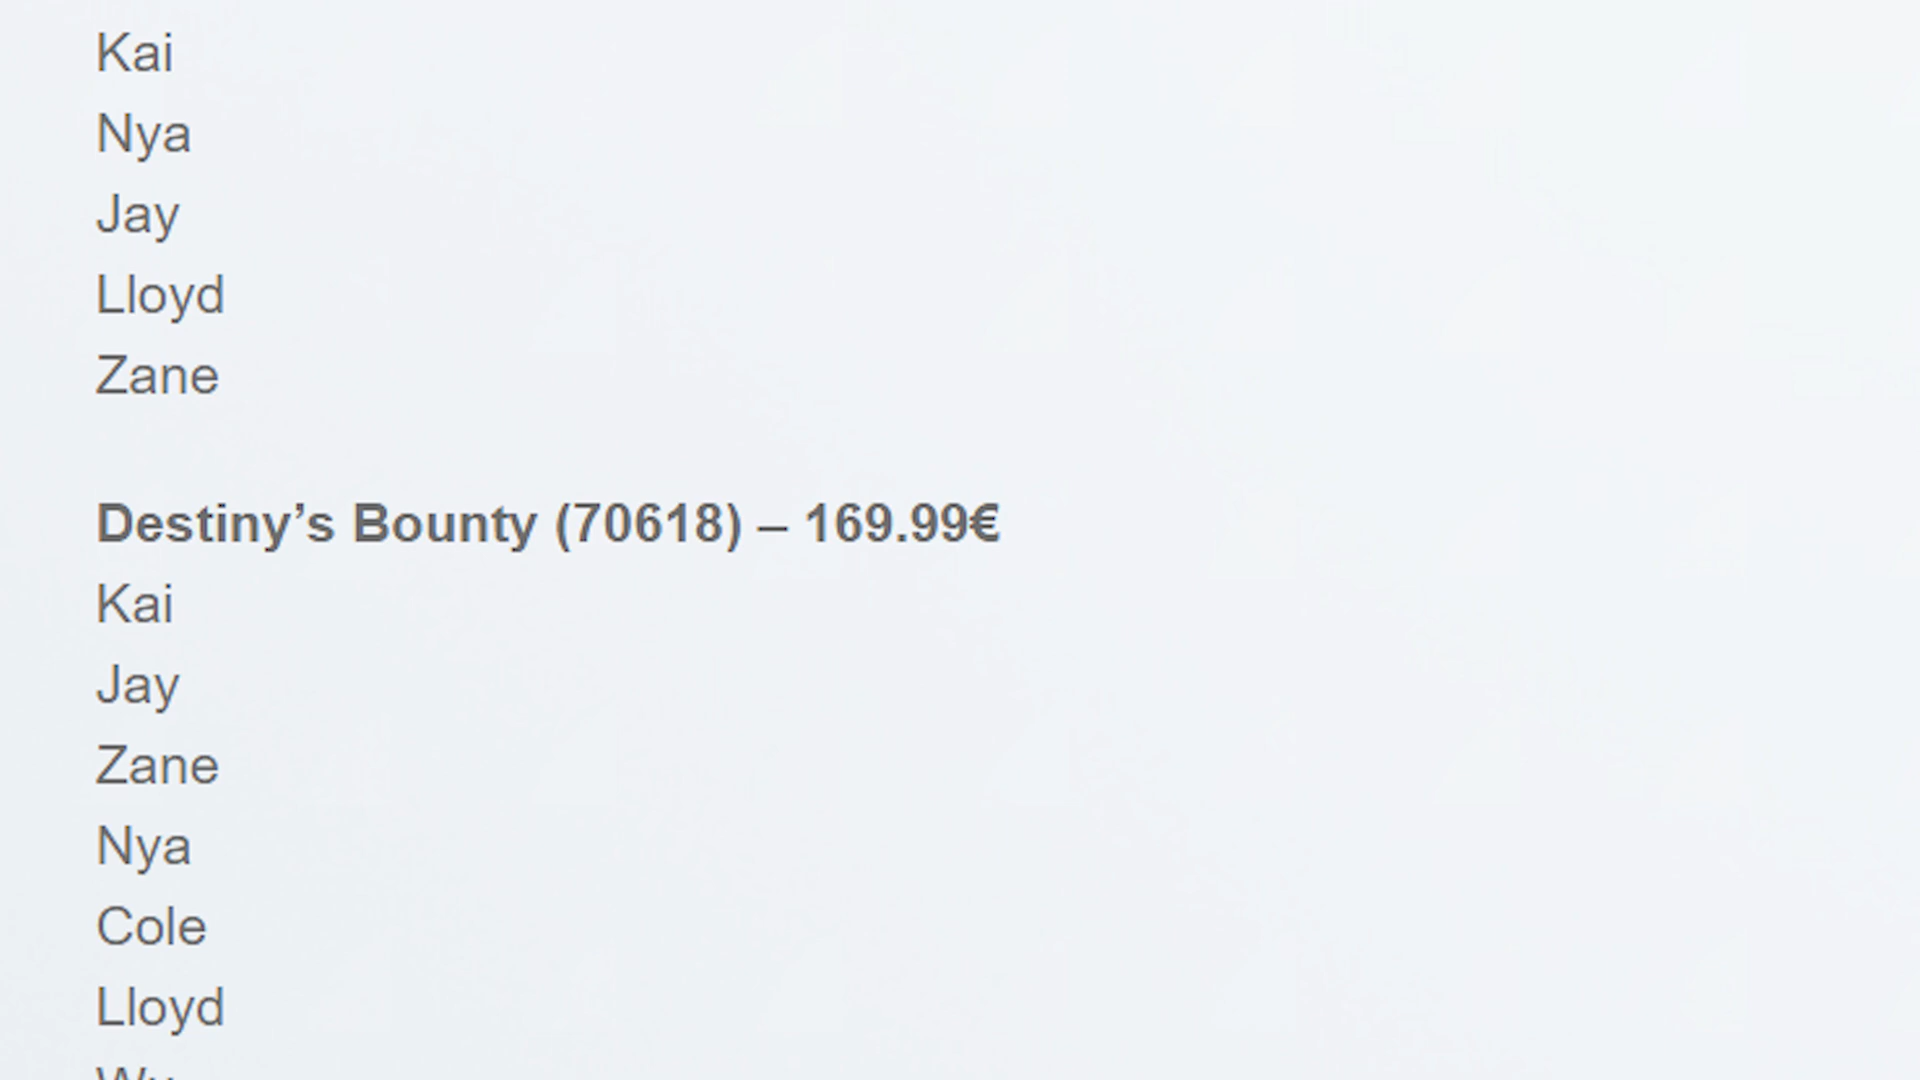 Kai
Nya
Jay
Lloyd
Zane
Destiny’s Bounty (70618) – 169.99€
Kai
Jay
Zane
Nya
Cole
Lloyd